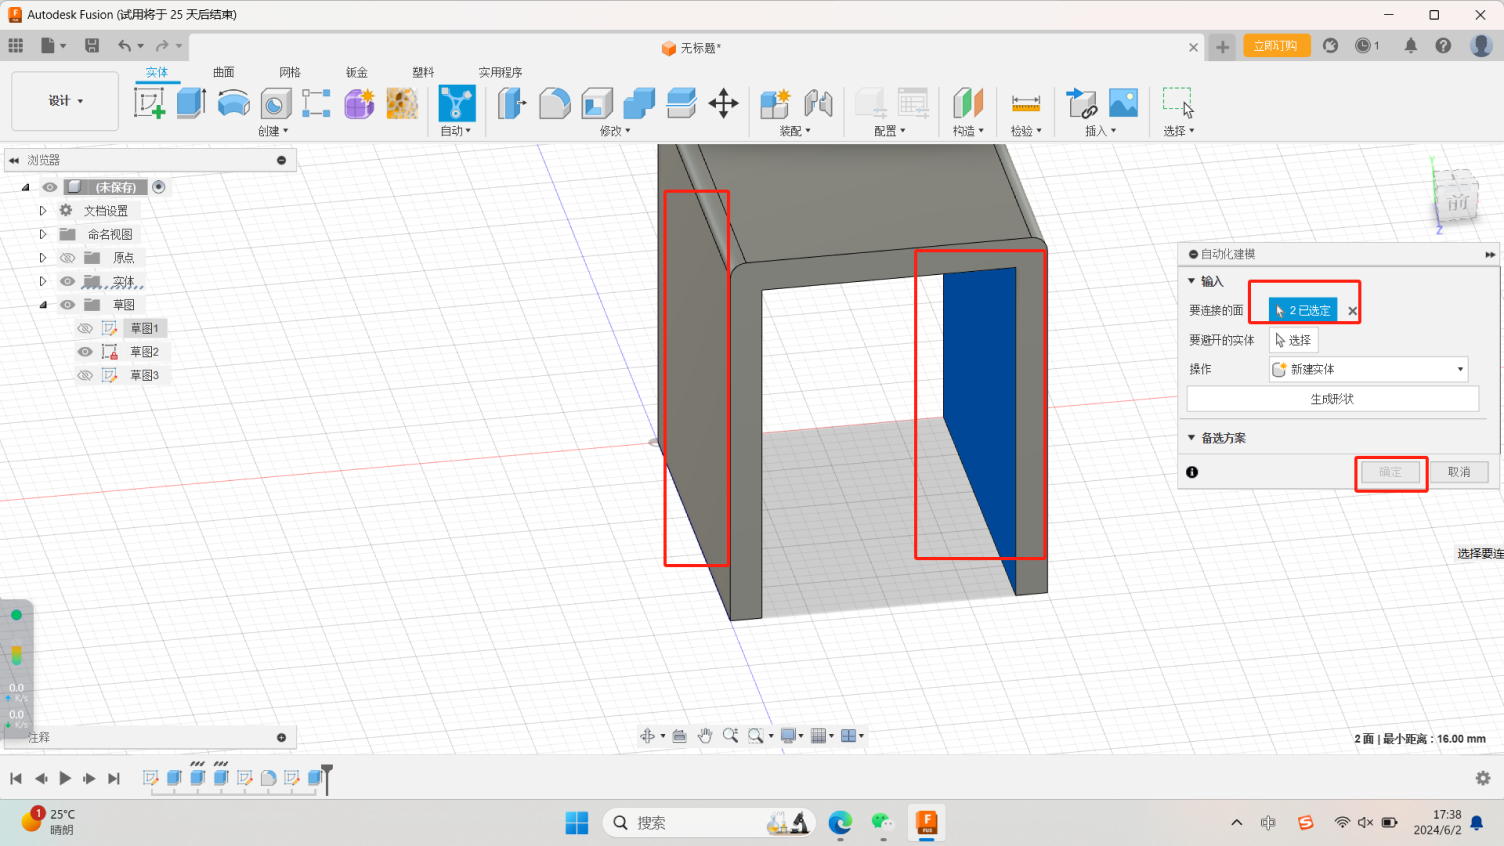 Autodesk Fusion (试用将于 25 天后结束)
无标题*
立即订购
1
设计
实体 曲面 网格 钣金 塑料 实用程序
创建 自动 修改 装配 配置 构造 检验 插入 选择
浏览器
(未保存)
文档设置
命名视图
原点
实体
草图
草图1
草图2
草图3
Y
前
Z
自动化建模
输入
要连接的面 2 已选定
要避开的实体 选择
操作 新建实体
生成形状
备选方案
确定 取消
选择要连
0.0
K/s
0.0
K/s
注释
2 面 | 最小距离 : 16.00 mm
1
25°C
晴朗
搜索
F
FUS
中
S
17:38
2024/6/2